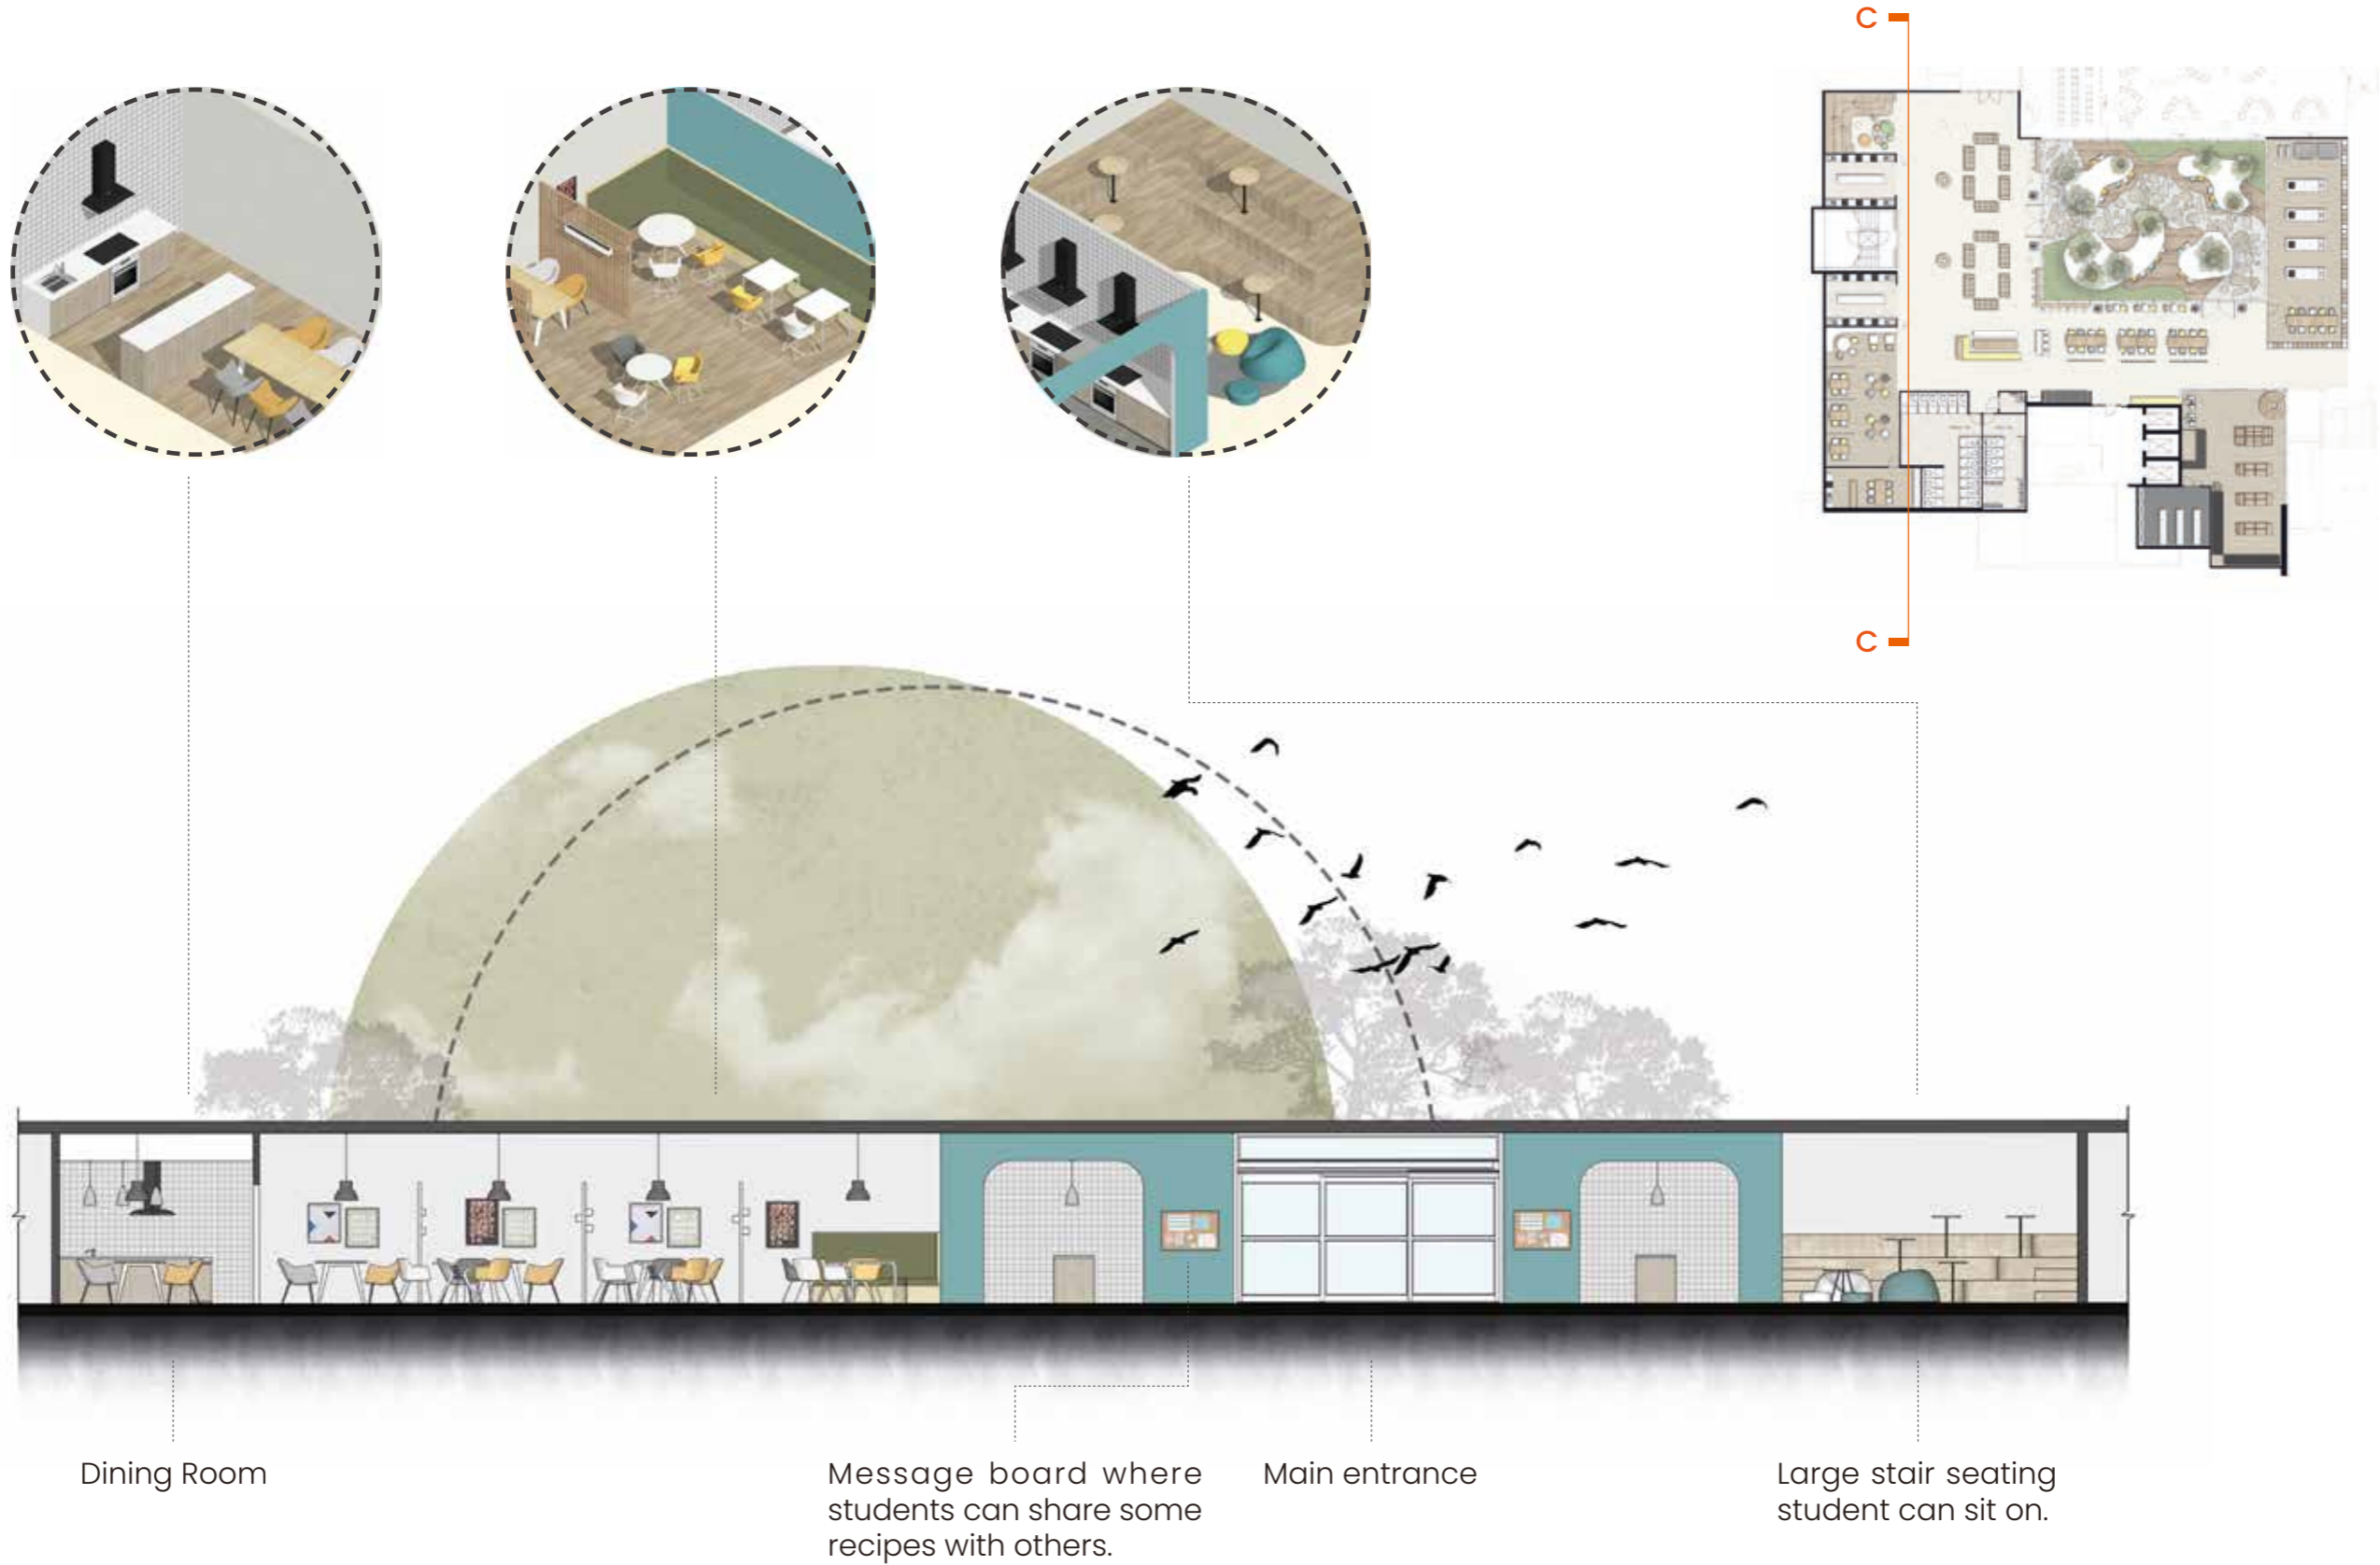 C
C
Dining Room
Message board where
students can share some
recipes with others.
Main entrance
Large stair seating
student can sit on.